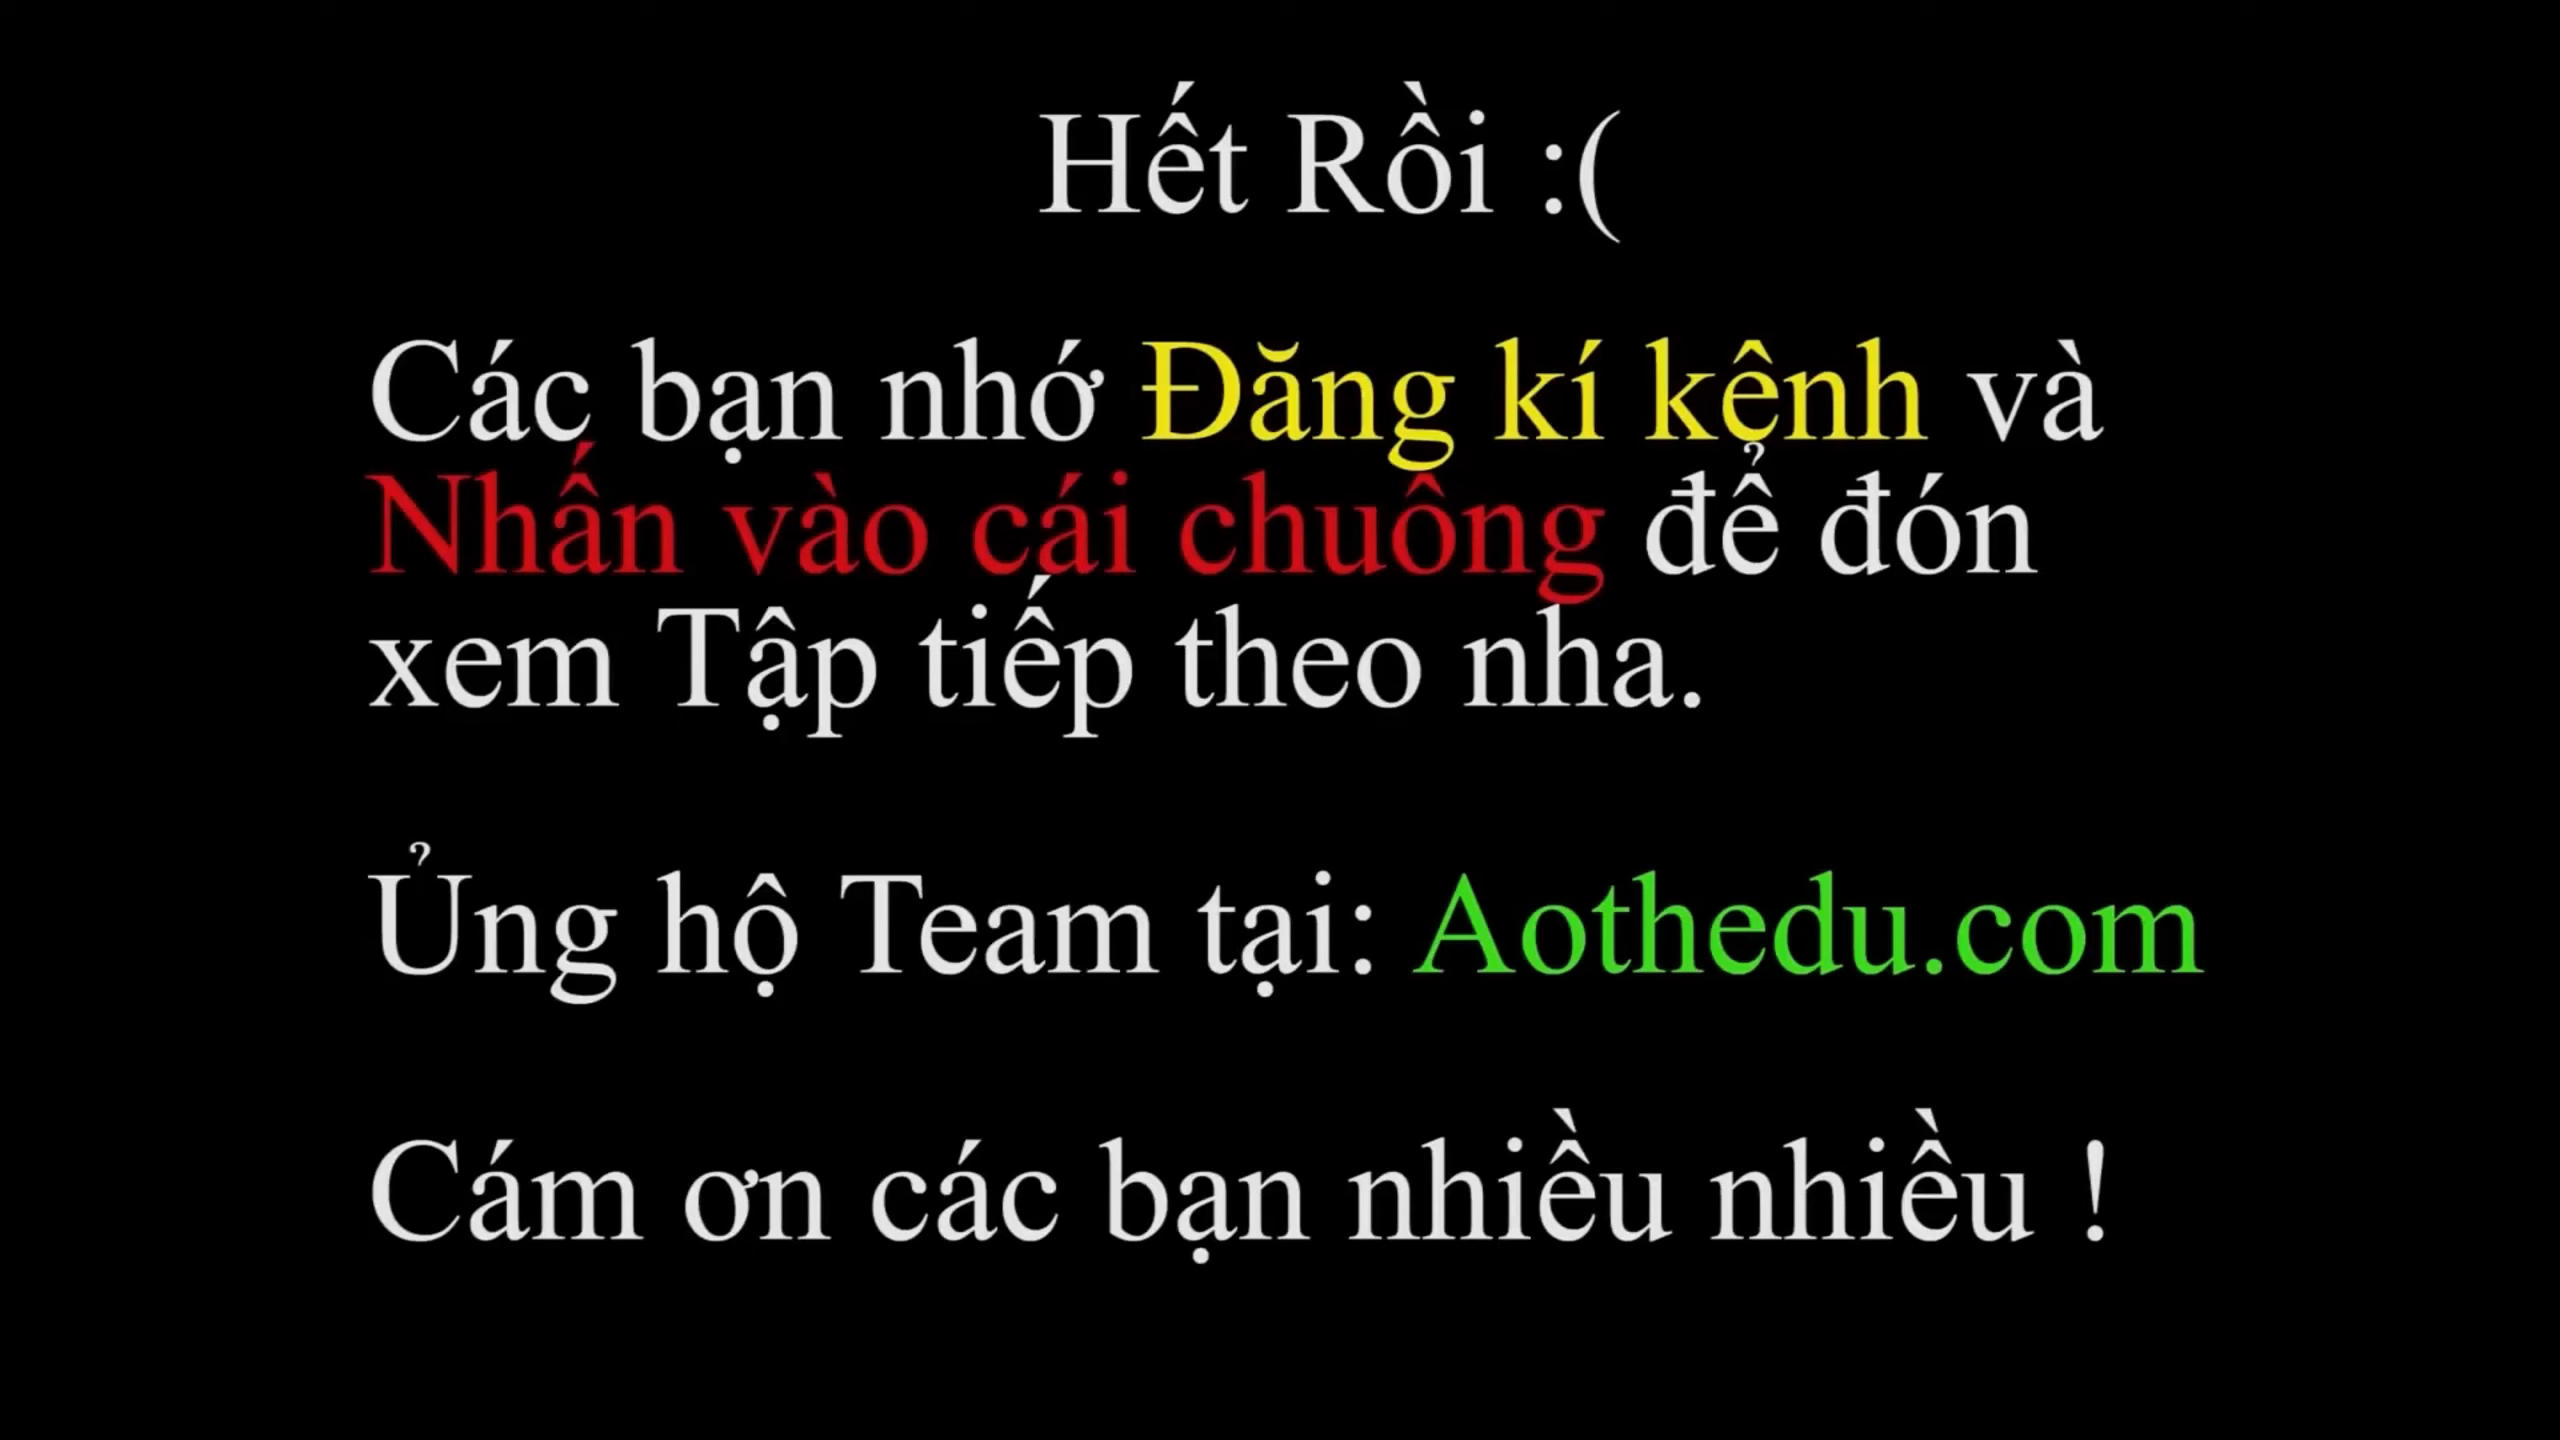 Hết Rồi :(
Các bạn nhớ Đăng kí kênh và
Nhấn vào cái chuông để đón
xem Tập tiếp theo nha.
Ủng hộ Team tại: Aothedu.com
Cám ơn các bạn nhiều nhiều !